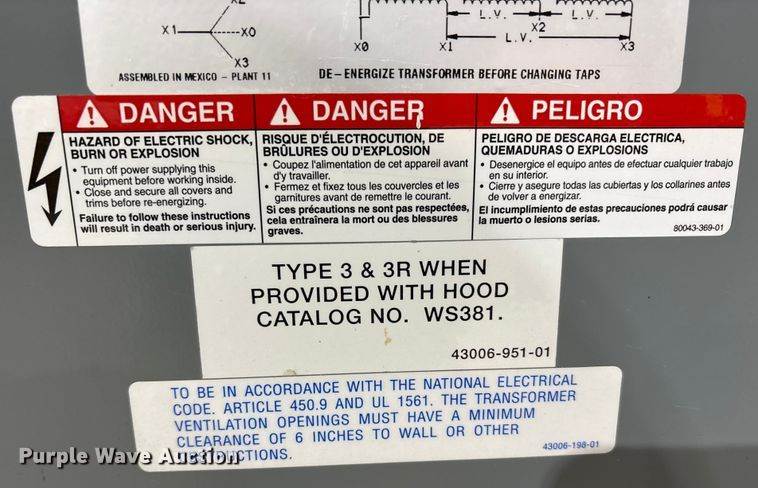 L.V.
L.V.
X1
X0
X2
L.V.
X3
X0
X1
X3
ASSEMBLED IN MEXICO - PLANT 11
DE-ENERGIZE TRANSFORMER BEFORE CHANGING TAPS
DANGER
HAZARD OF ELECTRIC SHOCK,
BURN OR EXPLOSION
• Turn off power supplying this
equipment before working inside.
• Close and secure all covers and
trims before re-energizing.
Failure to follow these instructions
will result in death or serious injury.
DANGER
RISQUE D'ÉLECTROCUTION, DE
BRÛLURES OU D'EXPLOSION
• Coupez l'alimentation de cet appareil avant
d'y travailler.
• Fermez et fixez tous les couvercles et les
garnitures avant de remettre le courant.
Si ces précautions ne sont pas respectées,
cela entraînera la mort ou des blessures
graves.
PELIGRO
PELIGRO DE DESCARGA ELECTRICA,
QUEMADURAS O EXPLOSIONS
• Desenergice el equipo antes de efectuar cualquier trabajo
en su interior.
• Cierre y asegure todas las cubiertas y los collarines antes
de volver a energizar.
El incumplimiento de estas precauciones podrá causar
la muerto o lesions serias.
80043-369-01
TYPE 3 & 3R WHEN
PROVIDED WITH HOOD
CATALOG NO. WS381.
43006-951-01
TO BE IN ACCORDANCE WITH THE NATIONAL ELECTRICAL
CODE. ARTICLE 450.9 AND UL 1561. THE TRANSFORMER
VENTILATION OPENINGS MUST HAVE A MINIMUM
CLEARANCE OF 6 INCHES TO WALL OR OTHER
43006-198-01
Purple Wave Auction